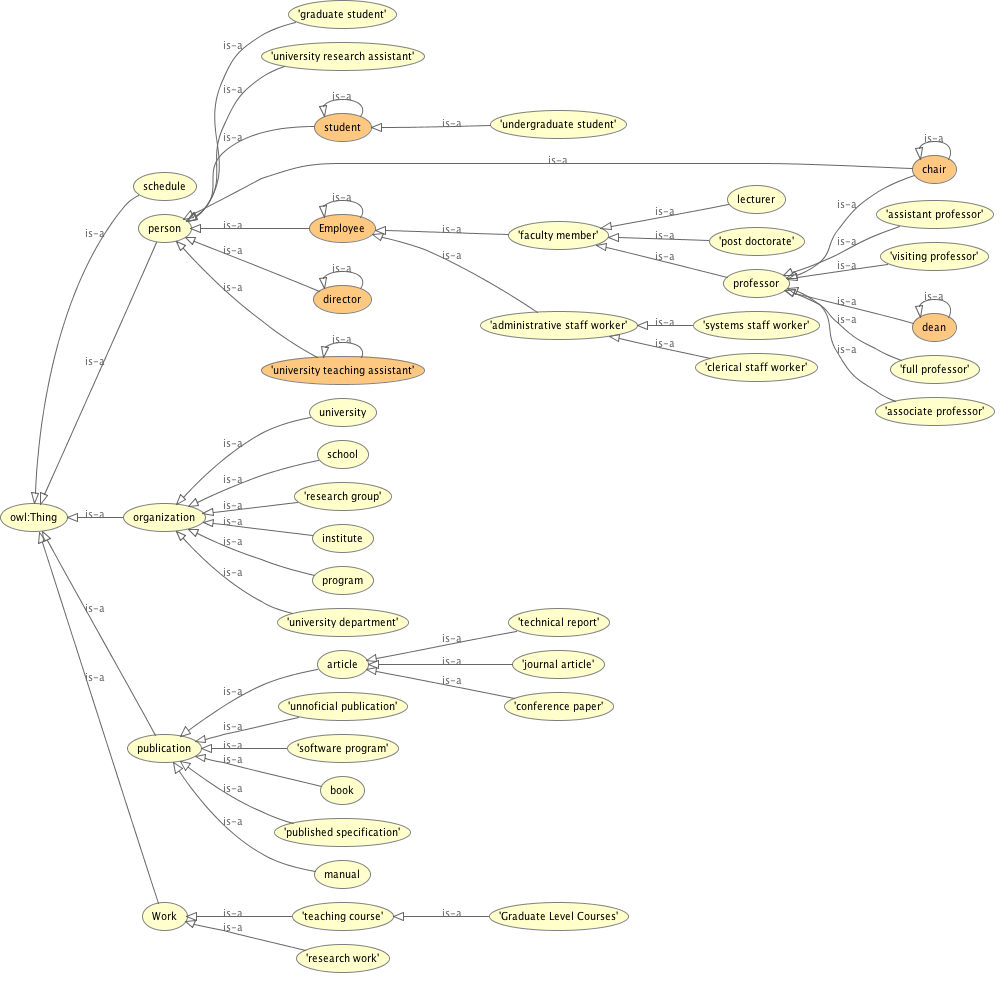 'graduate student'
is-a
'university research assistant'
is-a
is-a
student
is-a
is-a
'undergraduate student'
is-a
is-a
chair
schedule
lecturer
is-a
person
is-a
is-a
Employee
is-a
'faculty member'
is-a
is-a
'post doctorate'
is-a
professor
is-a
is-a
is-a
'assistant professor'
'visiting professor'
is-a
is-a
is-a
director
is-a
is-a
is-a
dean
is-a
is-a
'full professor'
'associate professor'
'administrative staff worker'
is-a
'systems staff worker'
is-a
'clerical staff worker'
is-a
'university teaching assistant'
is-a
university
is-a
school
is-a
'research group'
is-a
owl:Thing
is-a
organization
is-a
institute
is-a
program
is-a
'university department'
is-a
'technical report'
is-a
article
is-a
'journal article'
is-a
'conference paper'
is-a
'unnoficial publication'
is-a
publication
is-a
'software program'
is-a
book
is-a
'published specification'
is-a
manual
is-a
Work
is-a
'teaching course'
is-a
'Graduate Level Courses'
is-a
'research work'